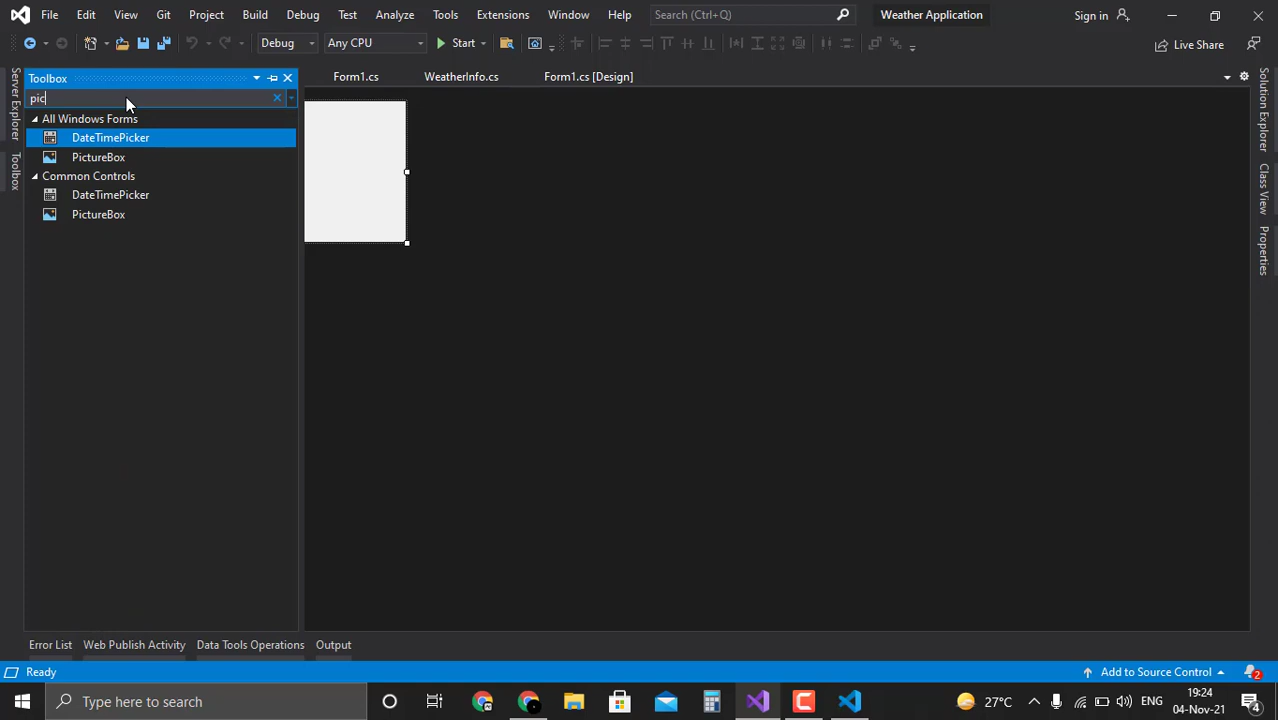 File Edit View Git Project Build Debug Test Analyze Tools Extensions Window Help Search (Ctrl+Q) Weather Application Sign in
Debug Any CPU Start Live Share
Toolbox Form1.cs WeatherInfo.cs Form1.cs [Design]
pic
All Windows Forms
DateTimePicker
PictureBox
Common Controls
DateTimePicker
PictureBox
Server Explorer
Toolbox
Solution Explorer
Class View
Properties
Error List Web Publish Activity Data Tools Operations Output
Ready Add to Source Control 2
Type here to search 27°C ENG 19:24
04-Nov-21 4